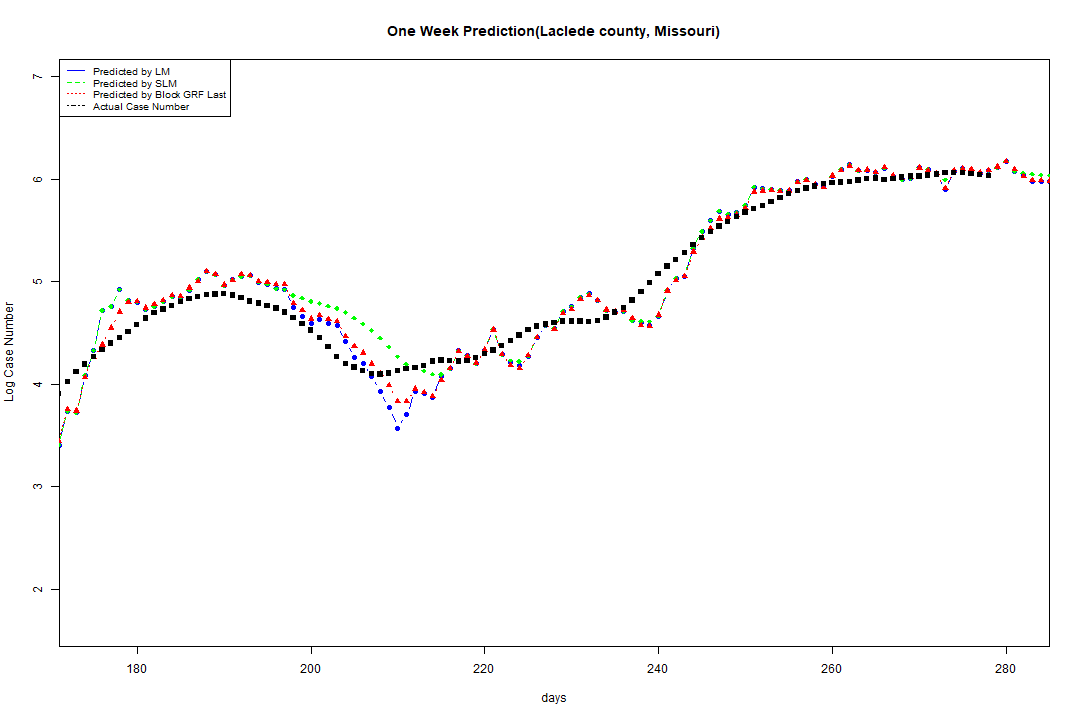 One Week Prediction(Laclede county, Missouri)
Predicted by LM
Predicted by SLM
Predicted by Block GRF Last
Actual Case Number
Log Case Number
7
6
5
4
3
2
180 200 220 240 260 280
days